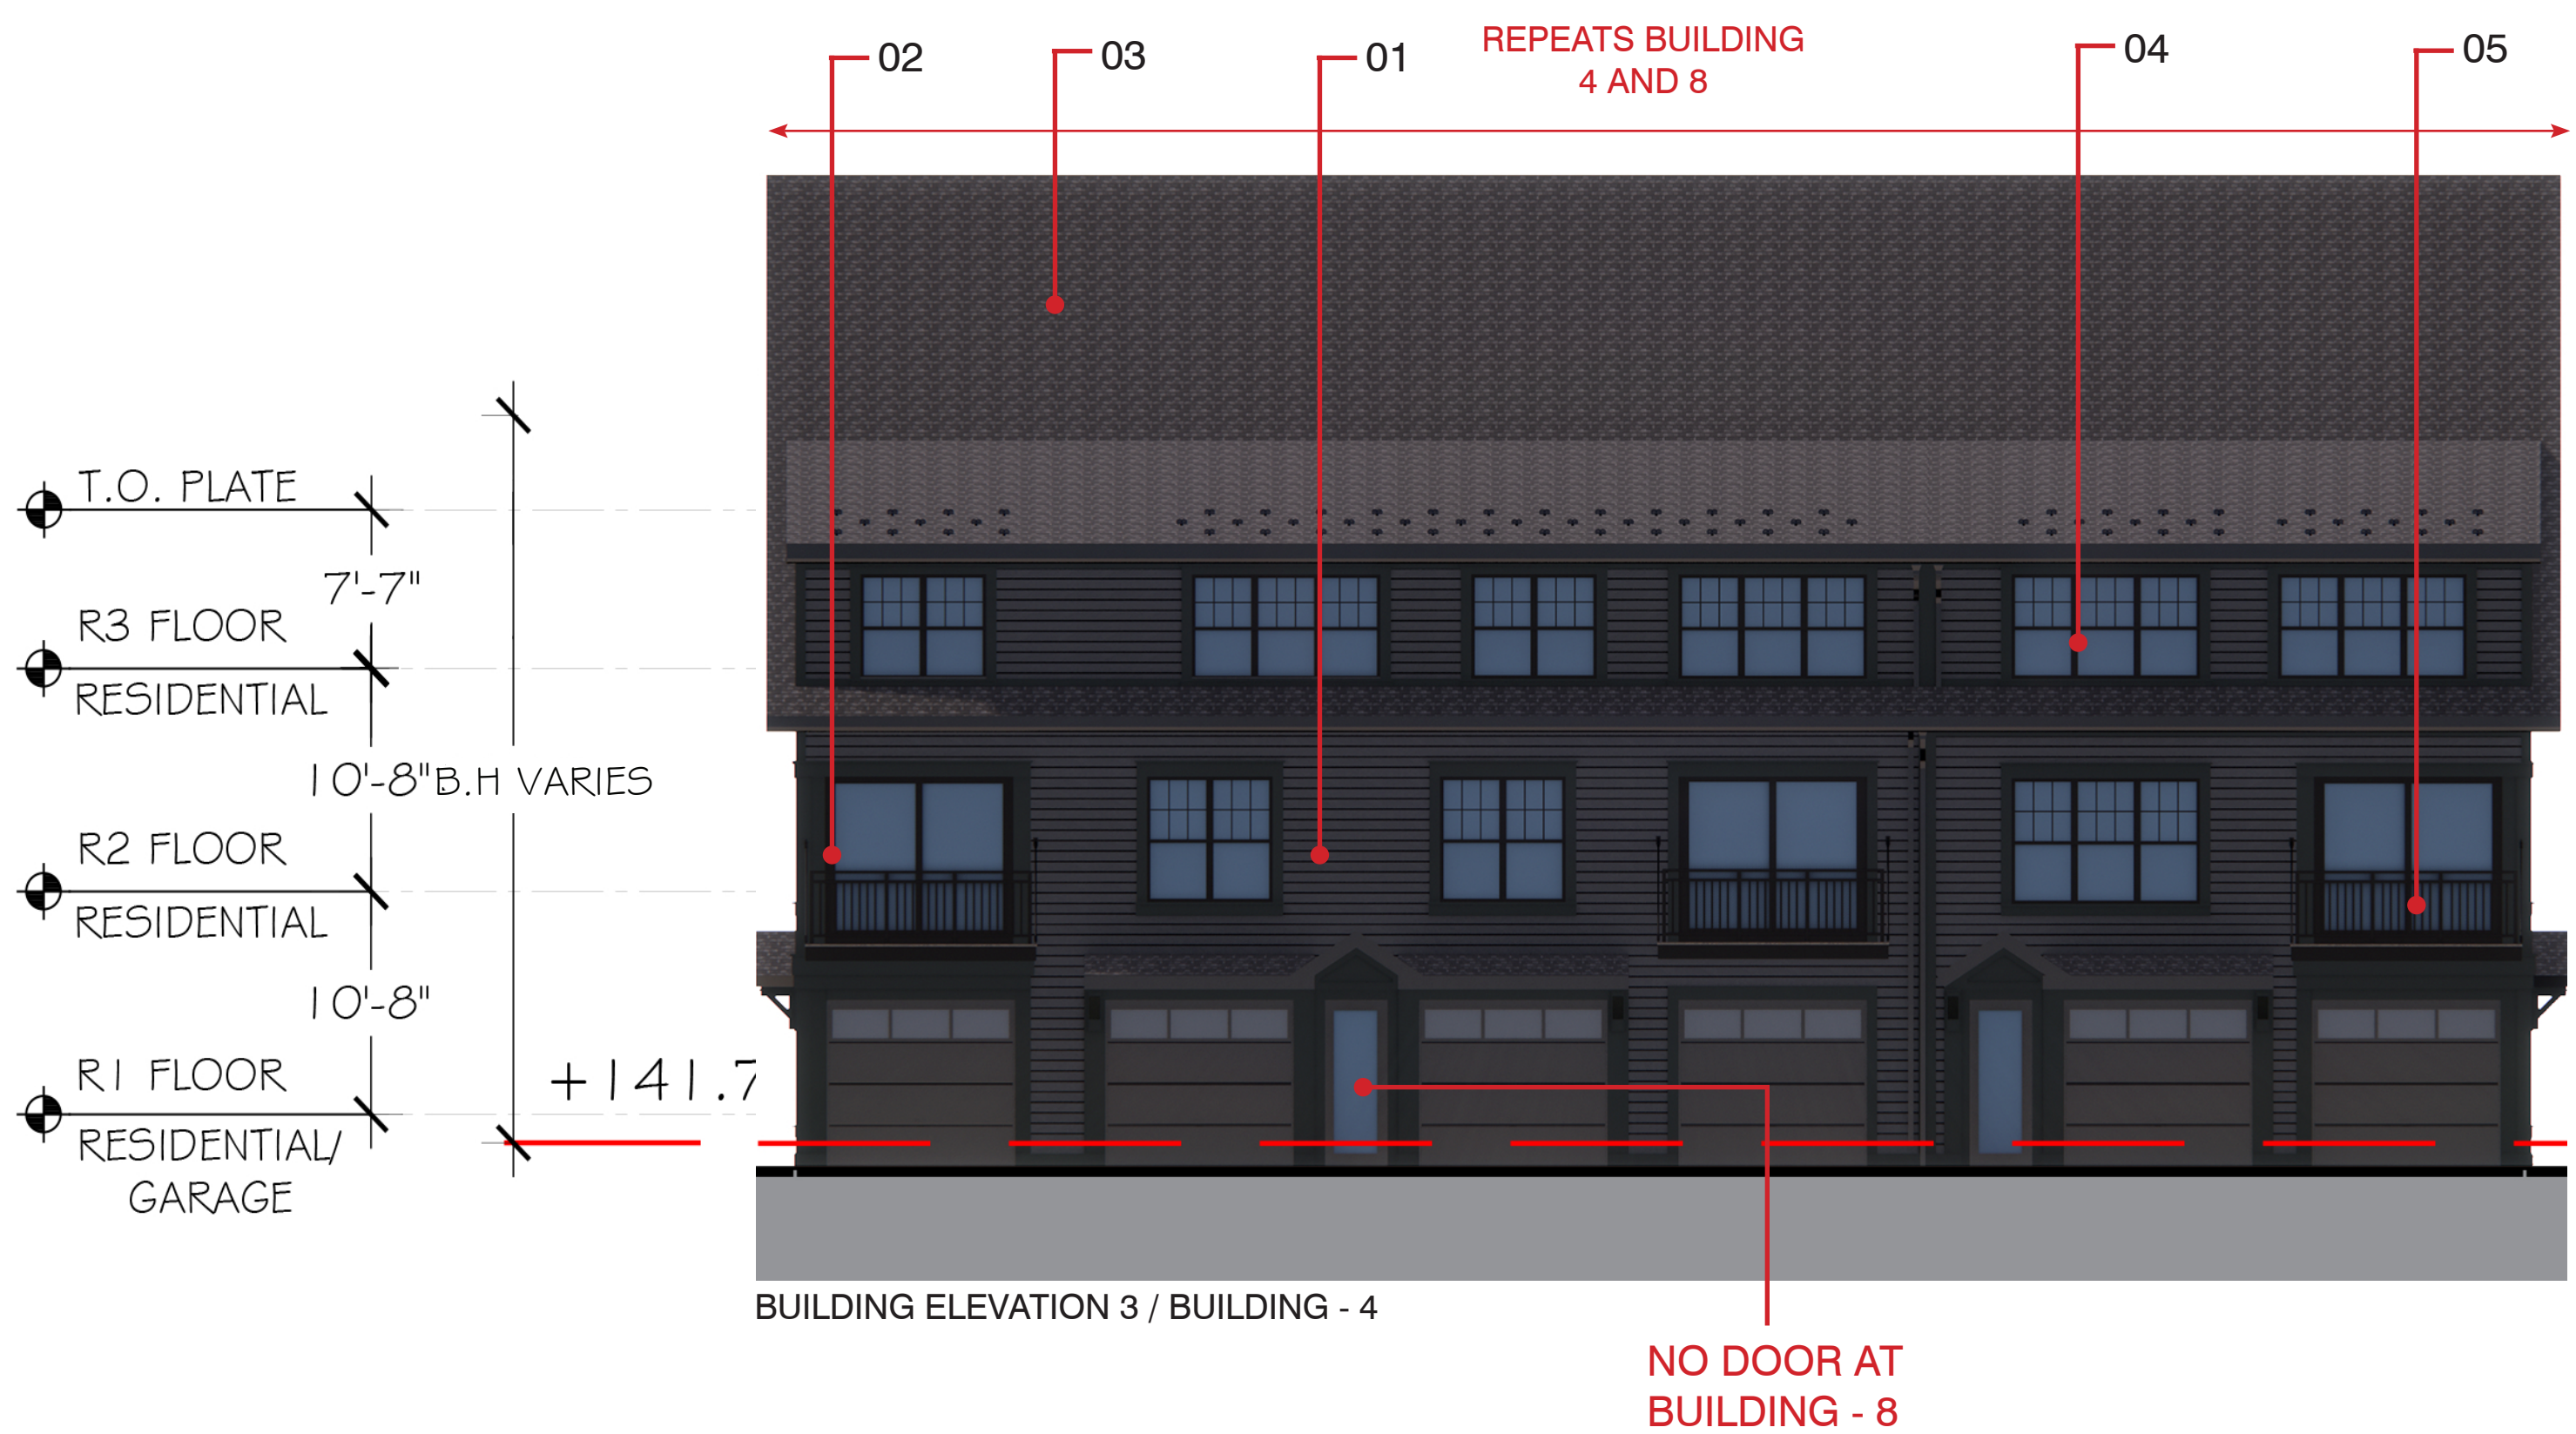 02
03
01
REPEATS BUILDING
4 AND 8
04
05
T.O. PLATE
7'-7"
R3 FLOOR
RESIDENTIAL
10'-8"
B.H VARIES
R2 FLOOR
RESIDENTIAL
10'-8"
R1 FLOOR
+141.7
RESIDENTIAL/
GARAGE
BUILDING ELEVATION 3 / BUILDING - 4
NO DOOR AT
BUILDING - 8